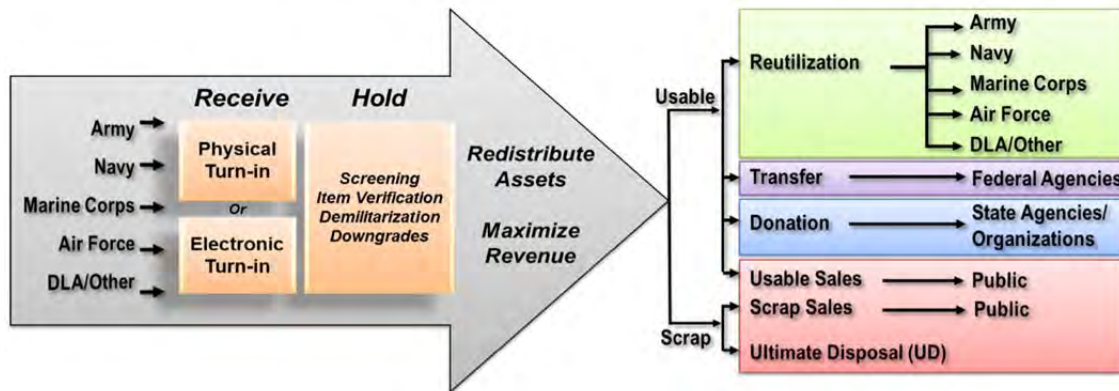 Receive
Hold
Army
Navy
Marine Corps
Air Force
DLA/Other
Physical
Turn-in
Or
Electronic
Turn-in
Screening
Item Verification
Demilitarization
Downgrades
Redistribute
Assets
Maximize
Revenue
Usable
Scrap
Reutilization
Army
Navy
Marine Corps
Air Force
DLA/Other
Transfer
Federal Agencies
Donation
State Agencies/
Organizations
Usable Sales
Public
Scrap Sales
Public
Ultimate Disposal (UD)